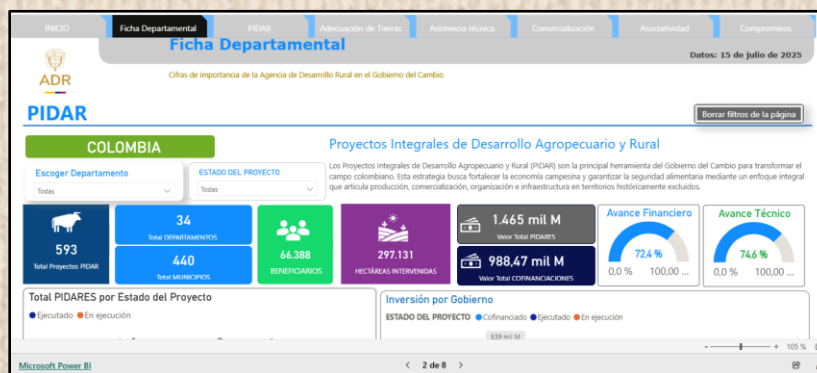 INICIO
Ficha Departamental
PIDAR
Adecuación de Tierras
Asistencia técnica
Comercialización
Asociatividad
Compromisos
Ficha Departamental
Datos: 15 de julio de 2025
ADR
Cifras de importancia de la Agencia de Desarrollo Rural en el Gobierno del Cambio
PIDAR
Borrar filtros de la página
COLOMBIA
Proyectos Integrales de Desarrollo Agropecuario y Rural
Los Proyectos Integrales de Desarrollo Agropecuario y Rural (PIDAR) son la principal herramienta del Gobierno del Cambio para transformar el
campo colombiano. Esta estrategia busca fortalecer la economía campesina y garantizar la seguridad alimentaria mediante un enfoque integral
que articula producción, comercialización, organización e infraestructura en territorios históricamente excluidos.
Escoger Departamento
Todas
ESTADO DEL PROYECTO
Todas
593
Total Proyectos PIDAR
34
Total DEPARTAMENTOS
440
Total MUNICIPIOS
66.388
BENEFICIARIOS
297.131
HECTÁREAS INTERVENIDAS
1.465 mil M
Valor Total PIDARES
988,47 mil M
Valor Total COFINANCIACIONES
Avance Financiero
72,4 %
0,0 %
100,00 ...
Avance Técnico
74,6 %
0,0 %
100,00 ...
Total PIDARES por Estado del Proyecto
Ejecutado
En ejecución
Inversión por Gobierno
ESTADO DEL PROYECTO
Cofinanciado
Ejecutado
En ejecución
639 mil M
- + 105 %
Microsoft Power BI
< 2 de 8 >